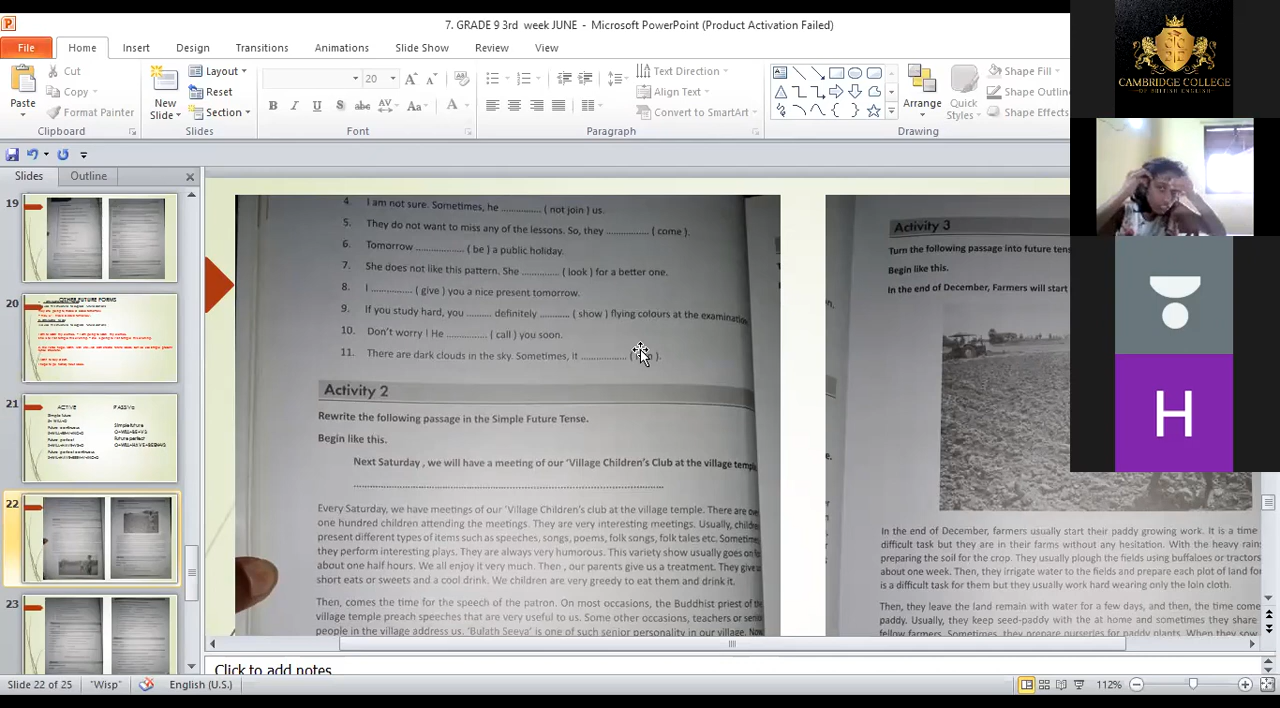 7. GRADE 9 3rd week JUNE - Microsoft PowerPoint (Product Activation Failed)
File Home Insert Design Transitions Animations Slide Show Review View
Paste
Cut
Copy
Format Painter
Clipboard
New Slide
Layout
Reset
Section
Slides
20
Font
Text Direction
Align Text
Convert to SmartArt
Paragraph
Arrange
Quick Styles
Shape Fill
Shape Outline
Shape Effects
Drawing
CAMBRIDGE COLLEGE
OF BRITISH ENGLISH
H
Slides Outline
19
20
OTHER FUTURE FORMS
21
ACTIVE PASSIVE
22
23
4. I am not sure. Sometimes, he ............... ( not join ) us.
5. They do not want to miss any of the lessons. So, they ................ ( come ).
6. Tomorrow .................. ( be ) a public holiday.
7. She does not like this pattern. She .............. ( look ) for a better one.
8. I ............... ( give ) you a nice present tomorrow.
9. If you, you ......... definitely ........... ( show ) flying colours at the examination
10. Don't worry ! He ............... ( call ) you soon.
11. There are dark clouds in the sky. Sometimes, it .................
Activity 2
Rewrite the following passage in the Simple Future Tense.
Begin like this.
Next Saturday , we will have a meeting of our 'Village Children's Club at the village temple
Every Saturday, we have meetings of our 'Village Children's club at the village temple. There are
one hundred children attending the meetings. They are very interesting meetings. Usually,
present different types of items such as speeches, songs, poems, folk songs, folk tales etc.
they perform interesting plays. They are always very humorous. This variety show usually goes on
about one half hours. We all enjoy it very much. Then , our parents give us a treatment. They give
short eats or sweets and a cool drink. We children are very greedy to eat them and drink it.
Then, comes the time for the speech of the patron. On most occasions, the Buddhist priest of
village temple preach speeches that are very useful to us. Some other occasions, teachers or
people in the village address us. 'Bulath Seeya' is one of such senior personality in our village.
Activity 3
Turn the following passage into future
Begin like this.
In the end of December, Farmers will start
In the end of December, farmers usually start their paddy growing work. It is a time
difficult task but they are in their farms without any hesitation. With the heavy
preparing the soil for the crop. They usually plough the fields using buffaloes or tractors
about one week. Then, they irrigate water to the fields and prepare each plot of land
is a difficult task for them but they usually work hard wearing only the loin cloth.
Then, they leave the land remain with water for a few days, and then, the time
paddy. Usually, they keep seed-paddy with the at home and sometimes they share
fellow farmers. Sometimes, they prepare nurseries for paddy plants. When they sow
Click to add notes
Slide 22 of 25 "Wisp" English (U.S.) 112%